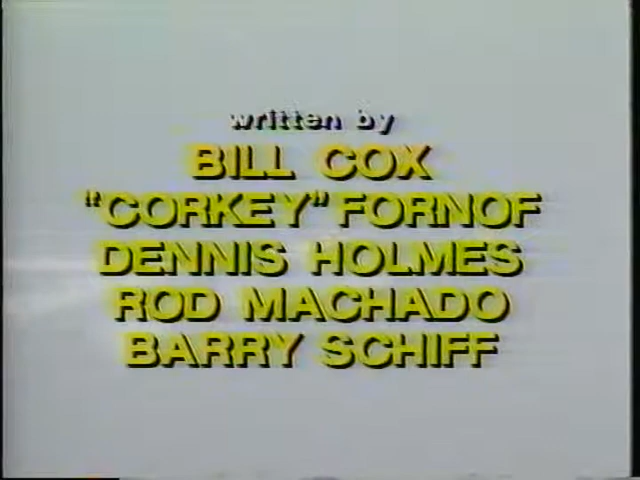 written by
BILL COX
"CORKEY" FORNOF
DENNIS HOLMES
ROD MACHADO
BARRY SCHIFF